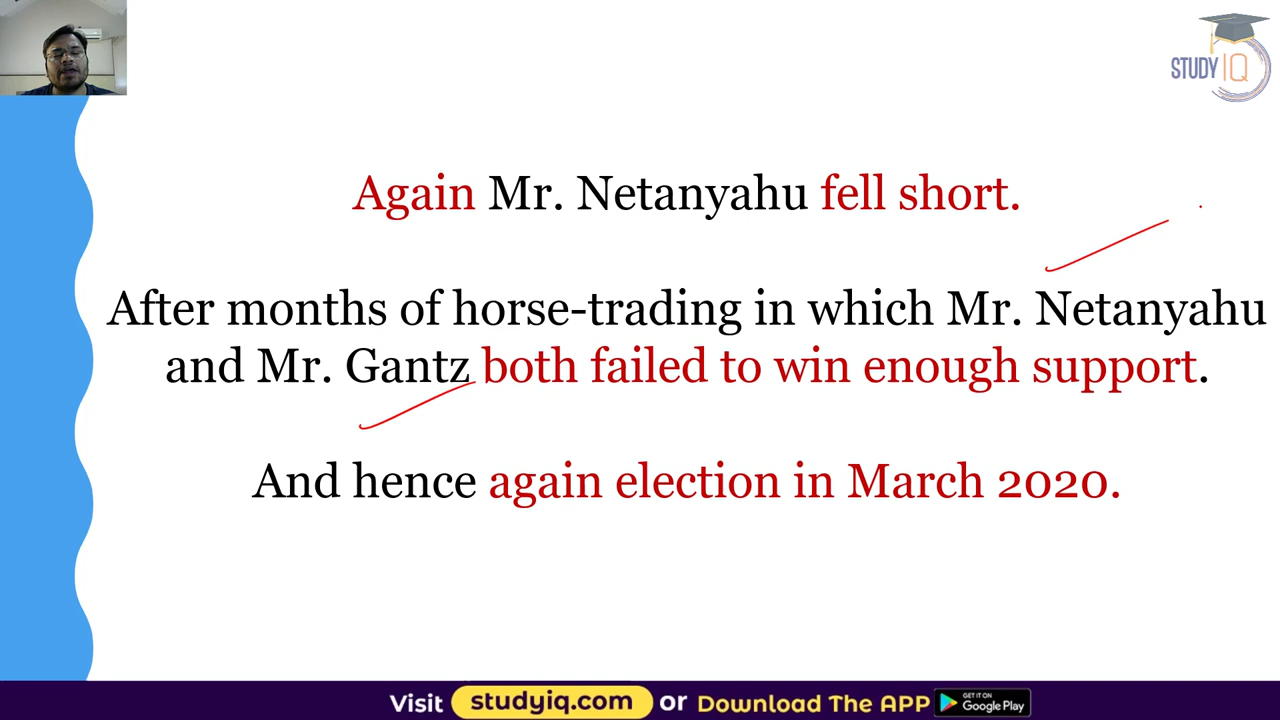 STUDY IQ
Again Mr. Netanyahu fell short.
After months of horse-trading in which Mr. Netanyahu
and Mr. Gantz both failed to win enough support.
And hence again election in March 2020.
Visit studyiq.com or Download The APP GET IT ON Google Play